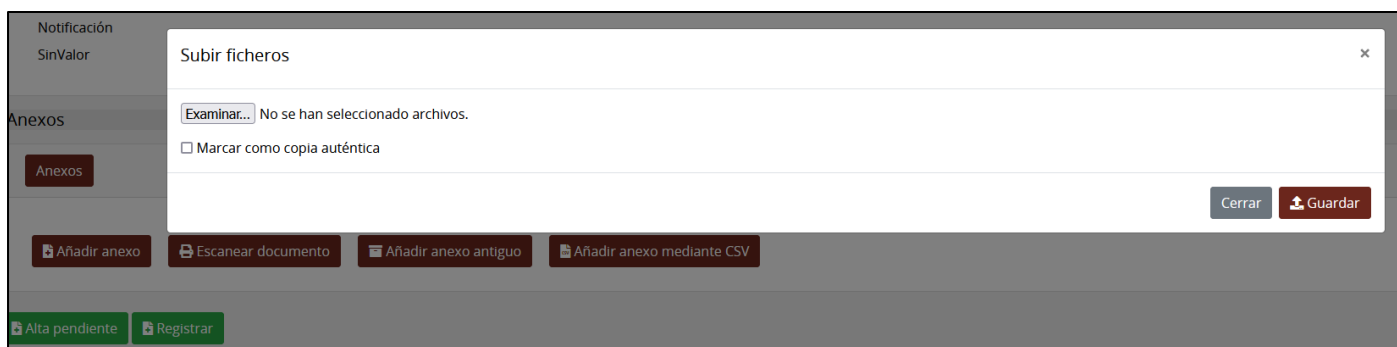 Notificación
SinValor
Subir ficheros
×
Examinar... No se han seleccionado archivos.
Marcar como copia auténtica
Cerrar Guardar
Anexos
Anexos
Añadir anexo Escanear documento Añadir anexo antiguo Añadir anexo mediante CSV
Alta pendiente Registrar